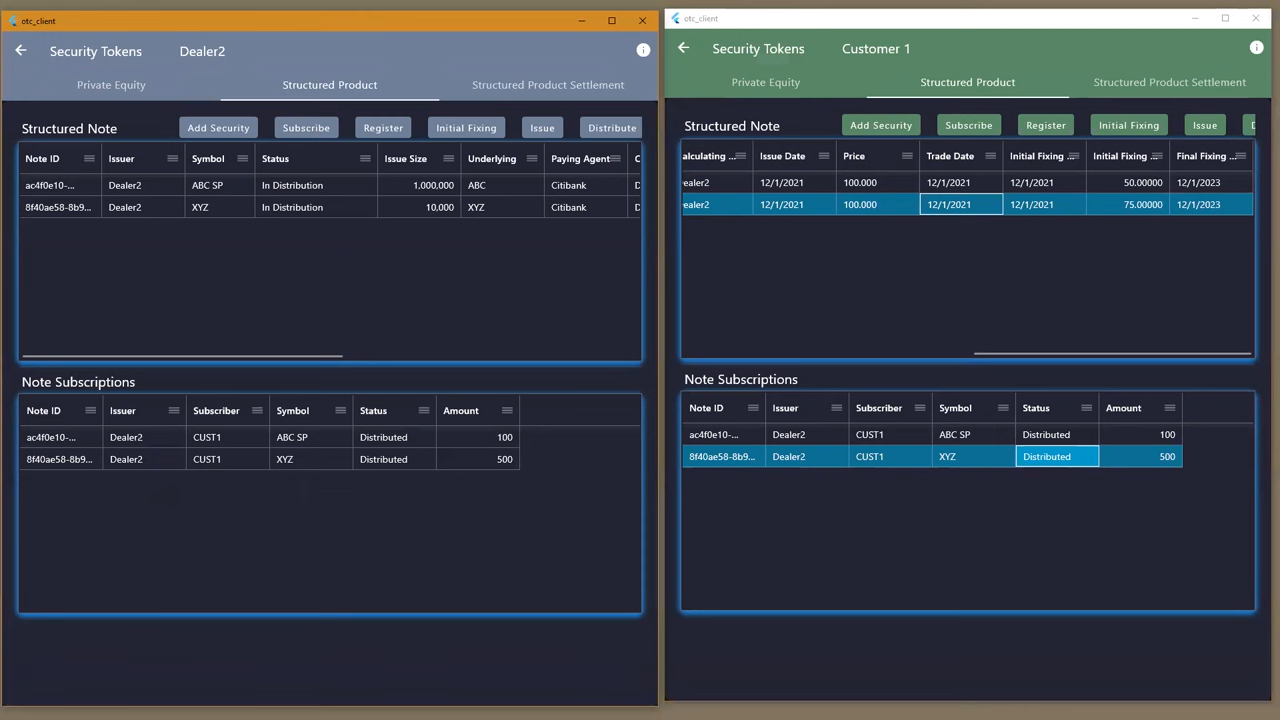 otc_client
Security Tokens Dealer2
Private Equity Structured Product Structured Product Settlement
Structured Note Add Security Subscribe Register Initial Fixing Issue Distribute
Note ID Issuer Symbol Status Issue Size Underlying Paying Agent C
ac4f0e10-... Dealer2 ABC SP In Distribution 1,000,000 ABC Citibank D
8f40ae58-8b9... Dealer2 XYZ In Distribution 10,000 XYZ Citibank D
Note Subscriptions
Note ID Issuer Subscriber Symbol Status Amount
ac4f0e10-... Dealer2 CUST1 ABC SP Distributed 100
8f40ae58-8b9... Dealer2 CUST1 XYZ Distributed 500
otc_client
Security Tokens Customer 1
Private Equity Structured Product Structured Product Settlement
Structured Note Add Security Subscribe Register Initial Fixing Issue D
alculating ... Issue Date Price Trade Date Initial Fixing ... Initial Fixing ... Final Fixing ...
ealer2 12/1/2021 100.000 12/1/2021 12/1/2021 50.00000 12/1/2023
ealer2 12/1/2021 100.000 12/1/2021 12/1/2021 75.00000 12/1/2023
Note Subscriptions
Note ID Issuer Subscriber Symbol Status Amount
ac4f0e10-... Dealer2 CUST1 ABC SP Distributed 100
8f40ae58-8b9... Dealer2 CUST1 XYZ Distributed 500